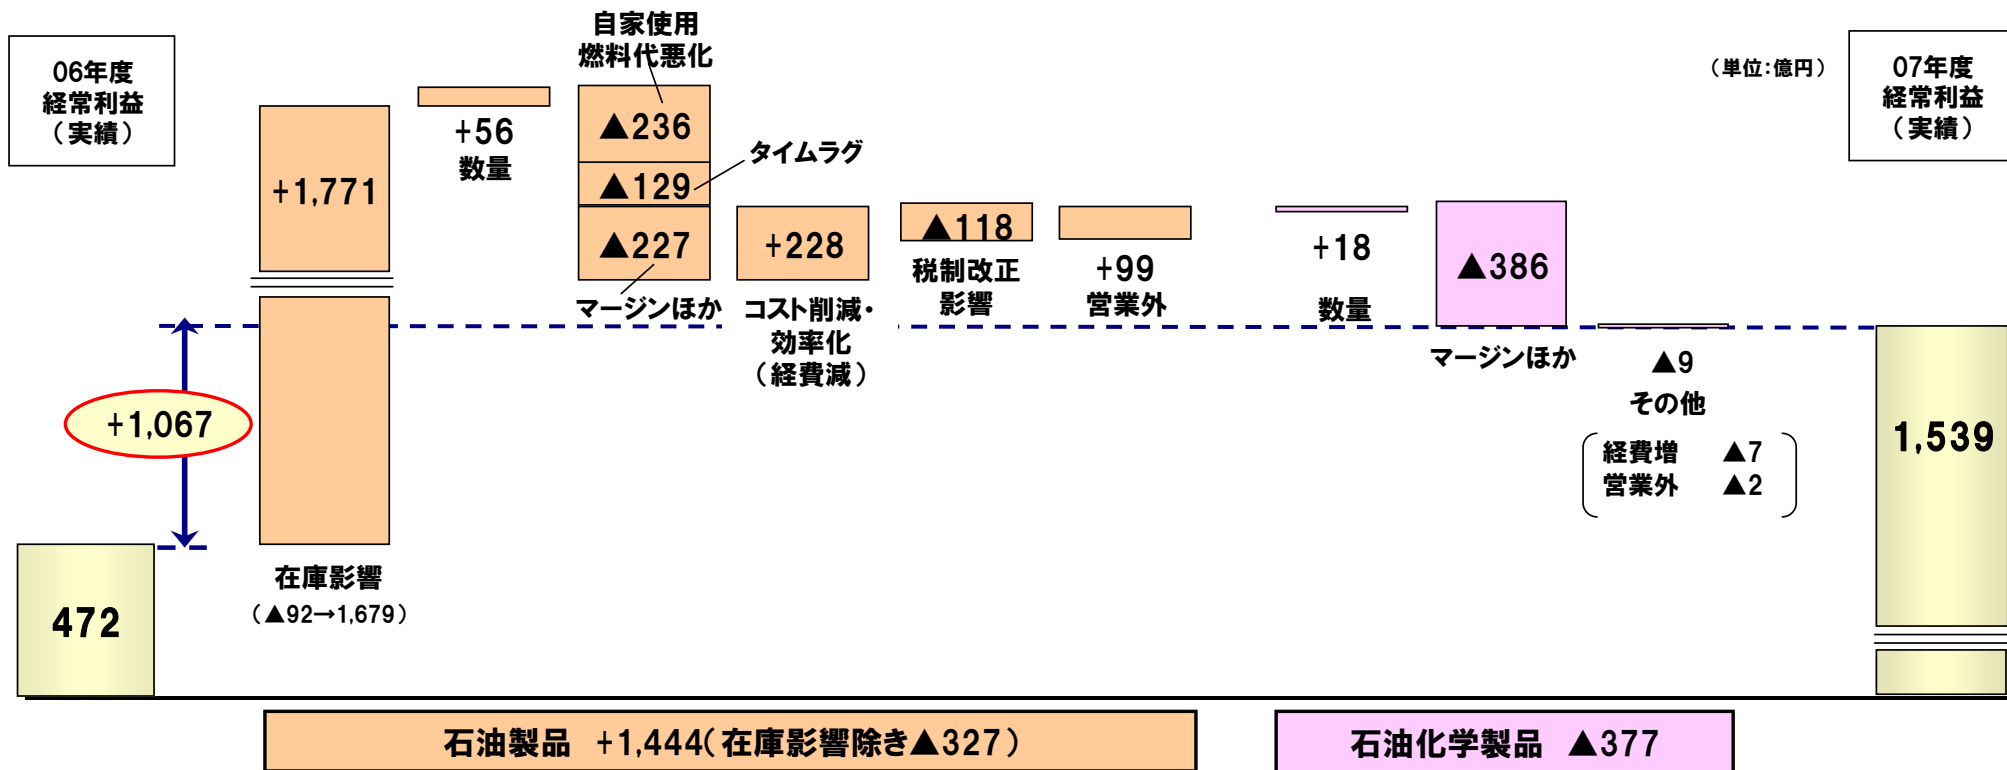 06年度
経常利益
（実績）
+1,771
在庫影響
（▲92→1,679）
+1,067
472
+56
数量
自家使用
燃料代悪化
▲236
タイムラグ
▲129
▲227
マージンほか
+228
コスト削減・
効率化
（経費減）
▲118
税制改正
影響
+99
営業外
+18
数量
▲386
マージンほか
▲9
その他
経費増 ▲7
営業外 ▲2
（単位：億円）
07年度
経常利益
（実績）
1,539
石油製品 +1,444（在庫影響除き▲327）
石油化学製品 ▲377